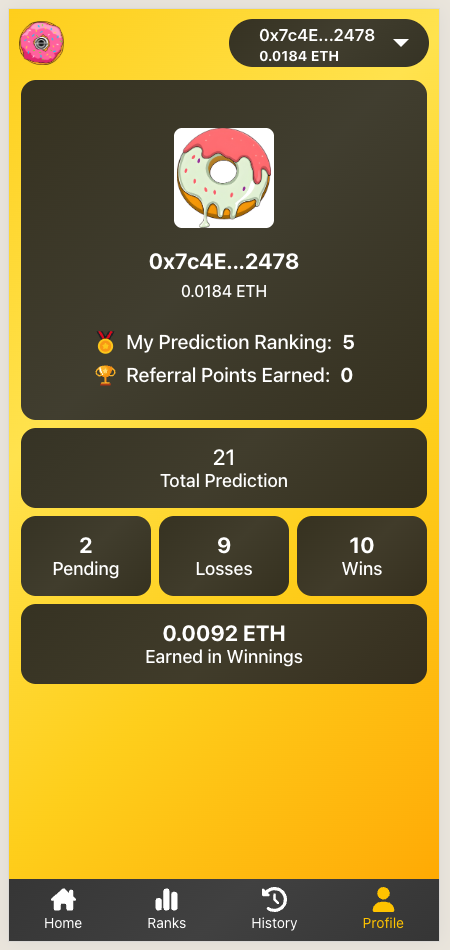 0x7c4E...2478
0.0184 ETH
0x7c4E...2478
0.0184 ETH
My Prediction Ranking: 5
Referral Points Earned: 0
21
Total Prediction
2
Pending
9
Losses
10
Wins
0.0092 ETH
Earned in Winnings
Home
Ranks
History
Profile